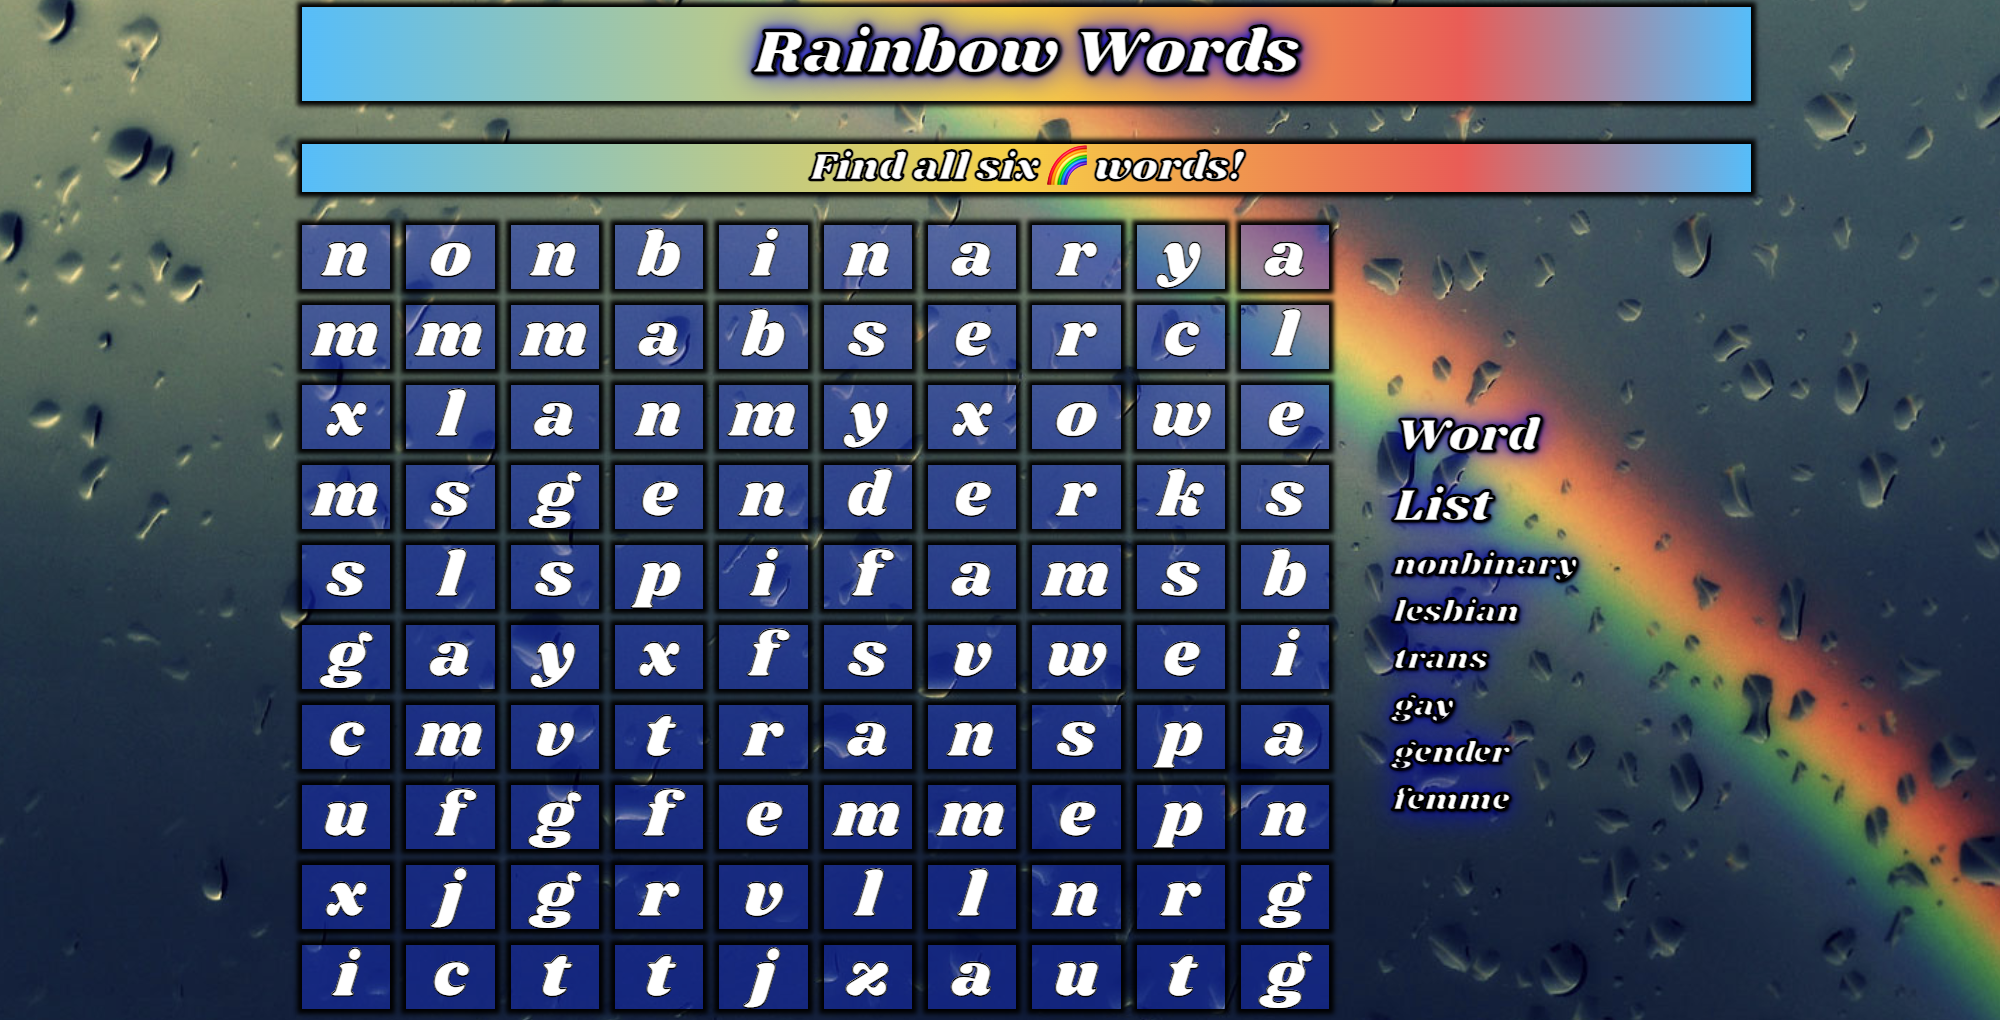 Rainbow Words
Find all six 🌈 words!
n o n b i n a r y a
m m m a b s e r c l
x l a n m y x o w e
m s g e n d e r k s
s l s p i f a m s b
g a y x f s v w e i
c m v t r a n s p a
u f g f e m m e p n
x j g r v l l n r g
i c t t j z a u t g
Word
List
nonbinary
lesbian
trans
gay
gender
femme